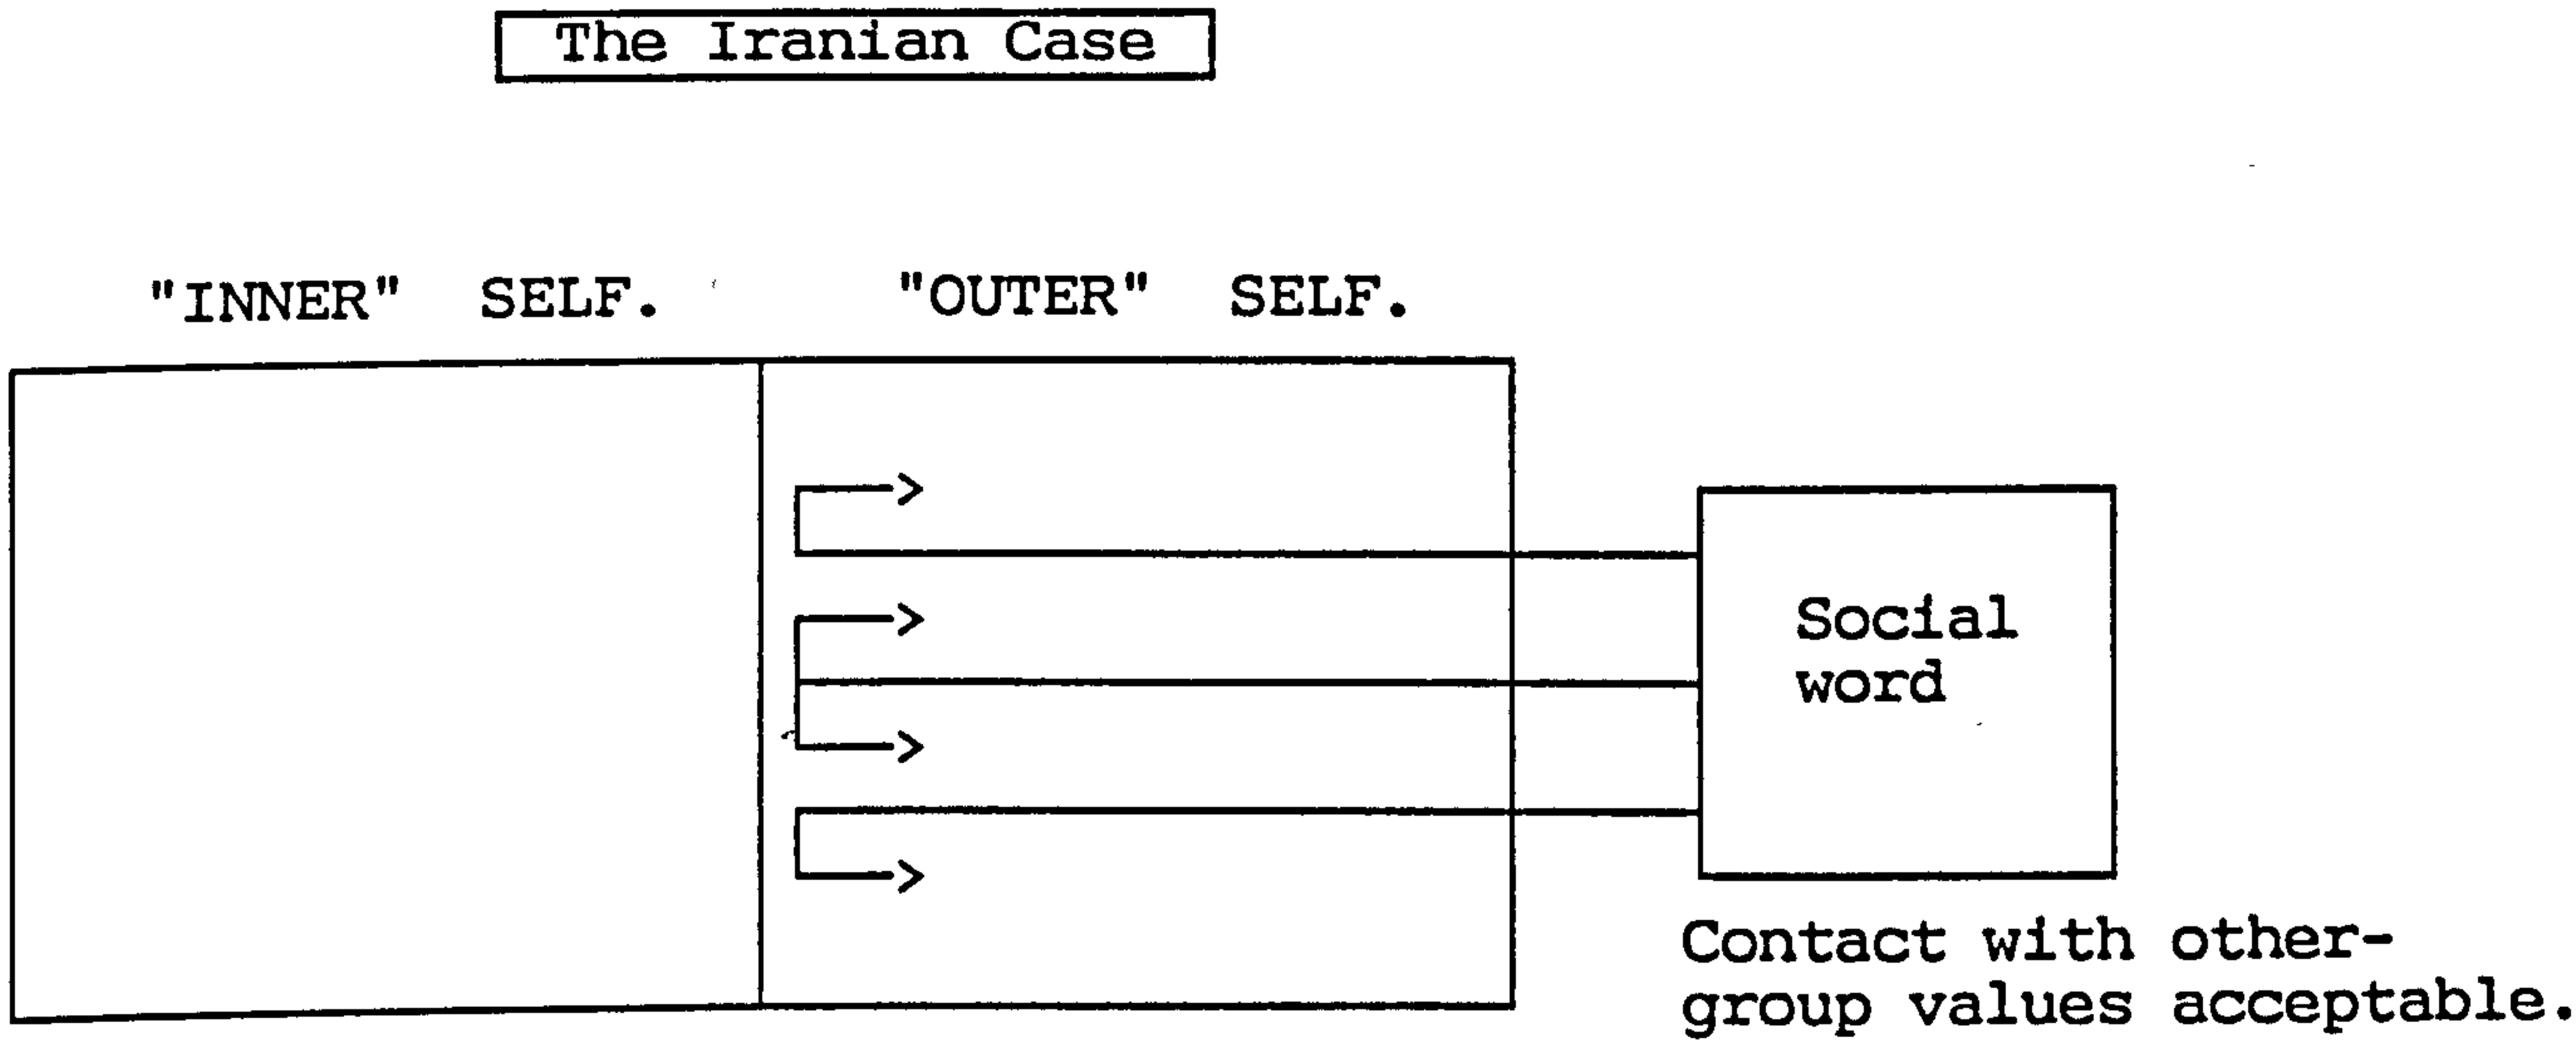 The Iranian Case
"INNER" SELF. "OUTER" SELF.
Social
word
Contact with other-
group values acceptable.